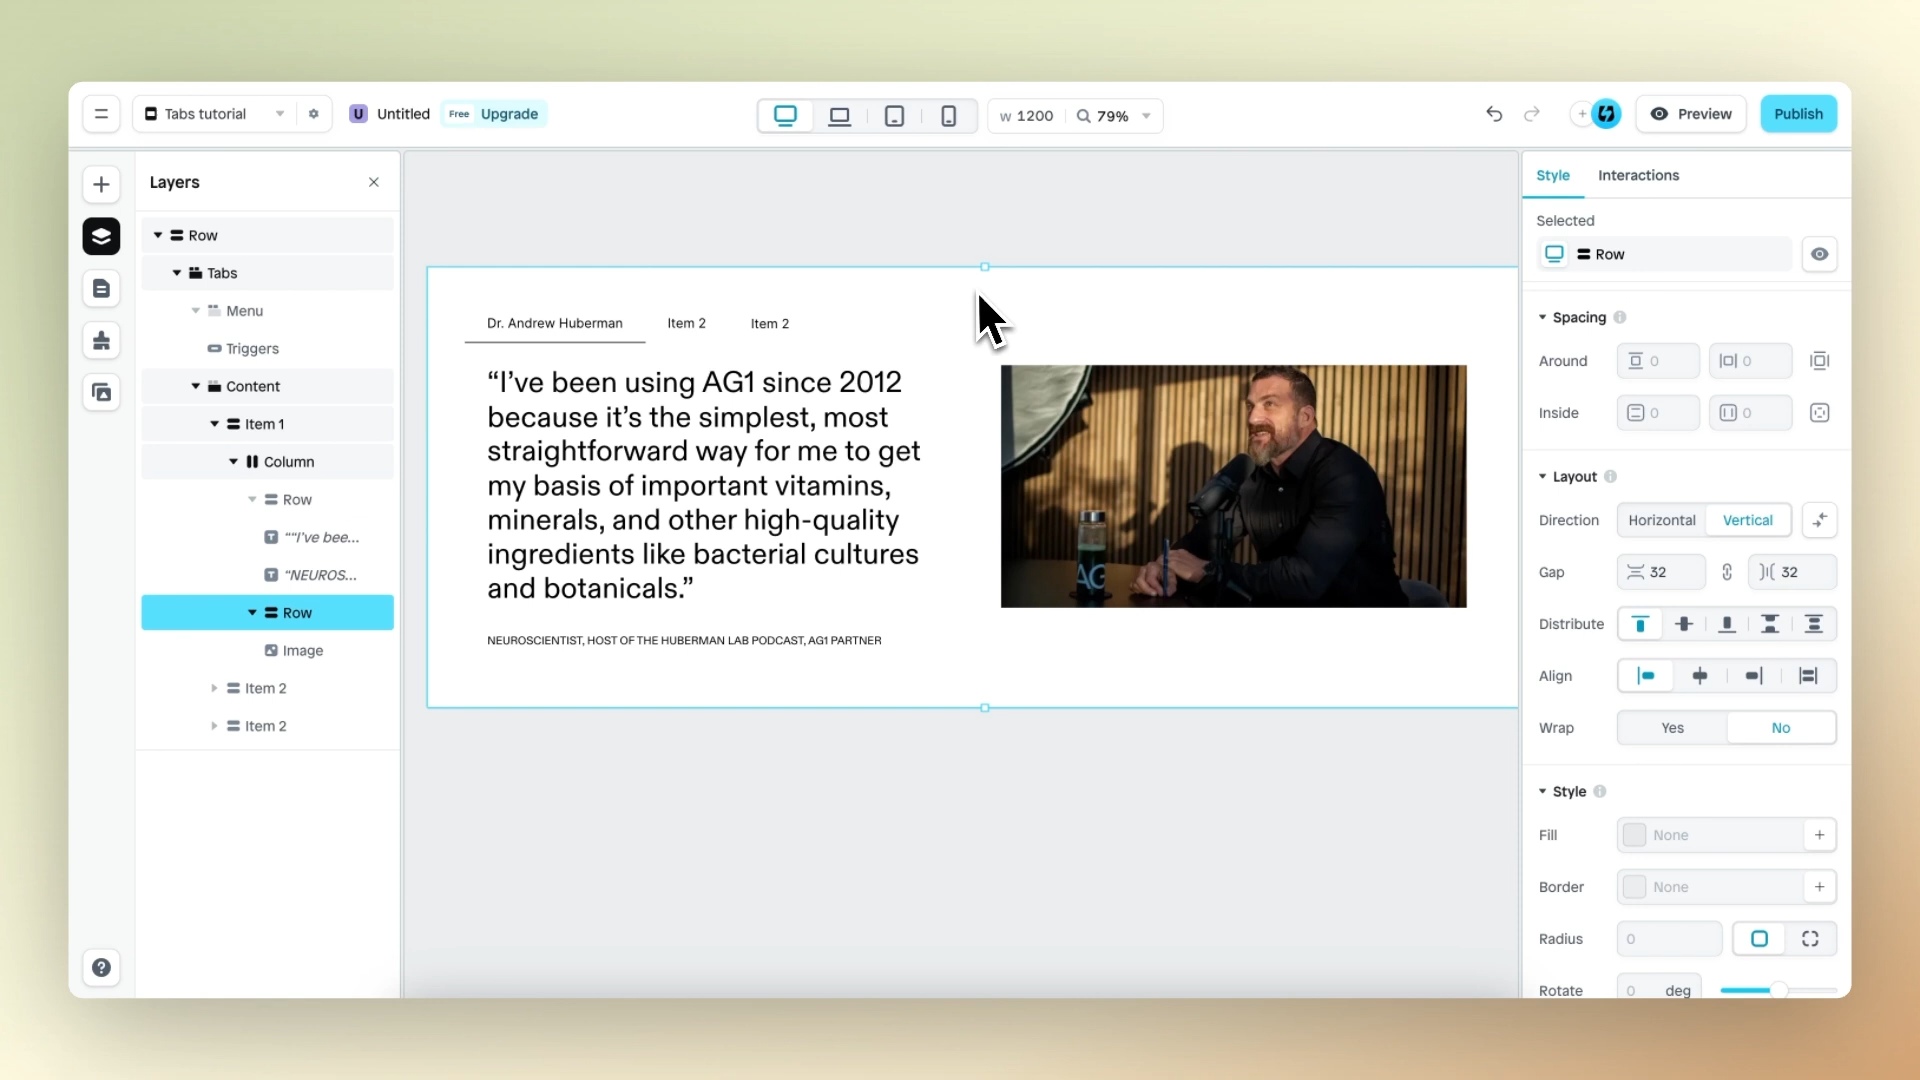 Tabs tutorial
U Untitled Free Upgrade
W 1200
79%
Preview
Publish
Layers
Row
Tabs
Menu
Triggers
Content
Item 1
Column
Row
““I’ve bee...
“NEUROS...
Row
Image
Item 2
Item 2
Dr. Andrew Huberman
Item 2
Item 2
“I’ve been using AG1 since 2012
because it’s the simplest, most
straightforward way for me to get
my basis of important vitamins,
minerals, and other high-quality
ingredients like bacterial cultures
and botanicals.”
NEUROSCIENTIST, HOST OF THE HUBERMAN LAB PODCAST, AG1 PARTNER
AG
Style
Interactions
Selected
Row
Spacing
Around 0 0
Inside 0 0
Layout
Direction Horizontal Vertical
Gap 32 32
Distribute
Align
Wrap Yes No
Style
Fill None
Border None
Radius 0
Rotate 0 deg